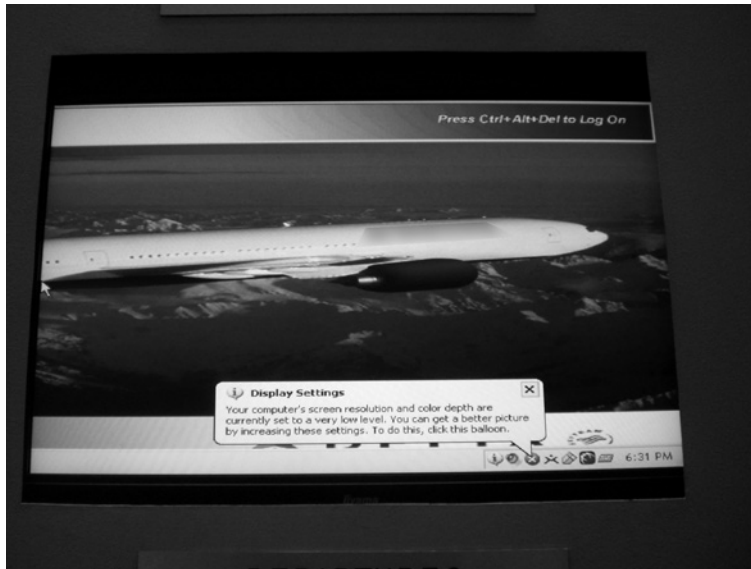 Press Ctrl+Alt+Del to Log On
Display Settings
Your computer's screen resolution and color depth are
currently set to a very low level. You can get a better picture
by increasing these settings. To do this, click this balloon.
6:31 PM
iiyama